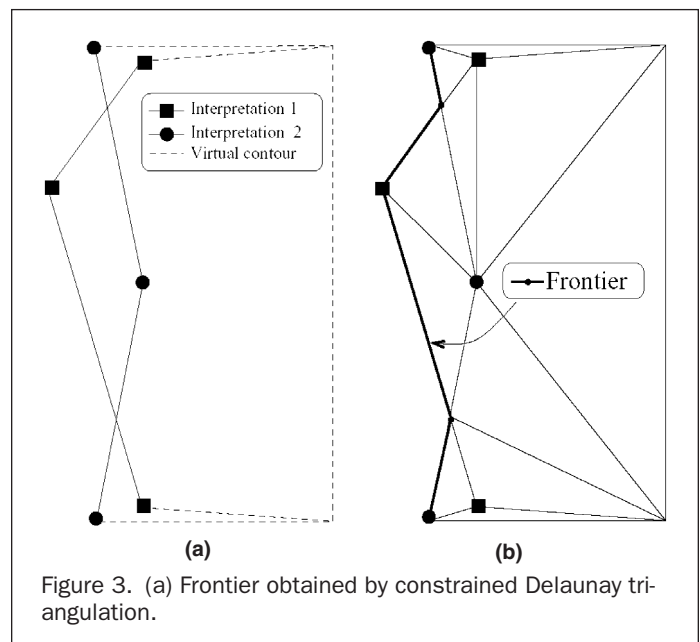 Interpretation 1
Interpretation 2
Virtual contour
Frontier
(a)
(b)
Figure 3. (a) Frontier obtained by constrained Delaunay tri-
angulation.